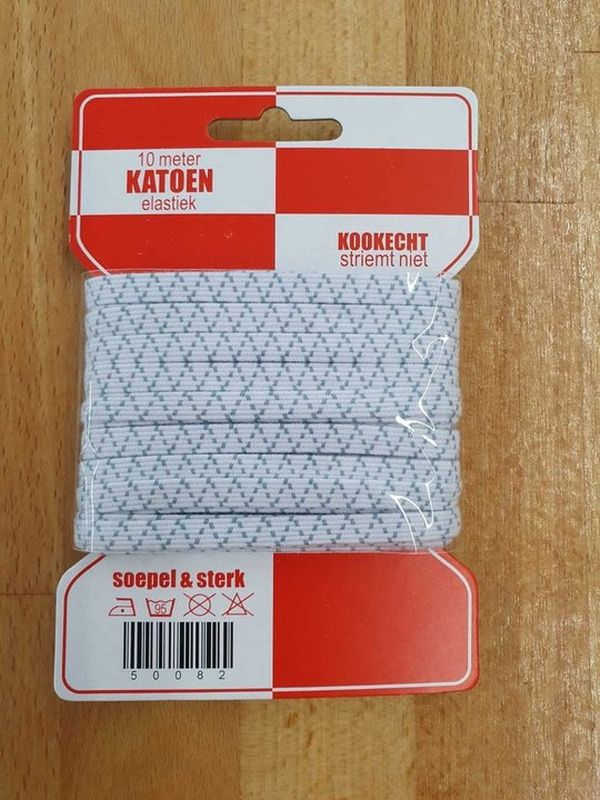 10 meter
KATOEN
elastiek
KOOKECHT
striemt niet
soepel & sterk
95
50082